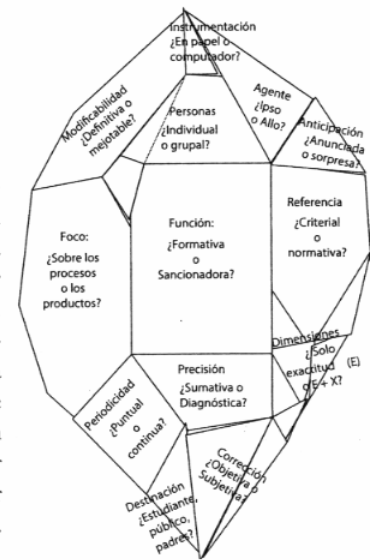 Instrumentación
¿En papel o
computador?
Modificabilidad
¿Definitiva o
mejotable?
Personas
¿Individual
o grupal?
Agente
¿Ipso
o Allo?
Anticipación
¿Anunciada
o sorpresa?
Foco:
¿Sobre los
procesos
o los
productos?
Función:
¿Formativa
o
Sancionadora?
Referencia
¿Criterial
o
normativa?
Dimensiones
¿Solo
exactitud (E)
o E + X?
Precisión
¿Sumativa o
Diagnóstica?
Periodicidad
¿Puntual
o
continua?
Corrección
¿Objetiva o
Subjetiva?
Destinación
¿Estudiante,
público,
padres?